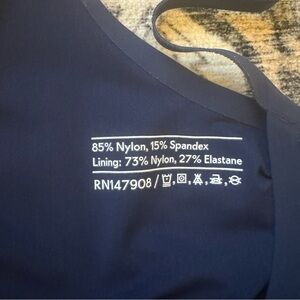 85% Nylon, 15% Spandex
Lining: 73% Nylon, 27% Elastane
RN147908 /